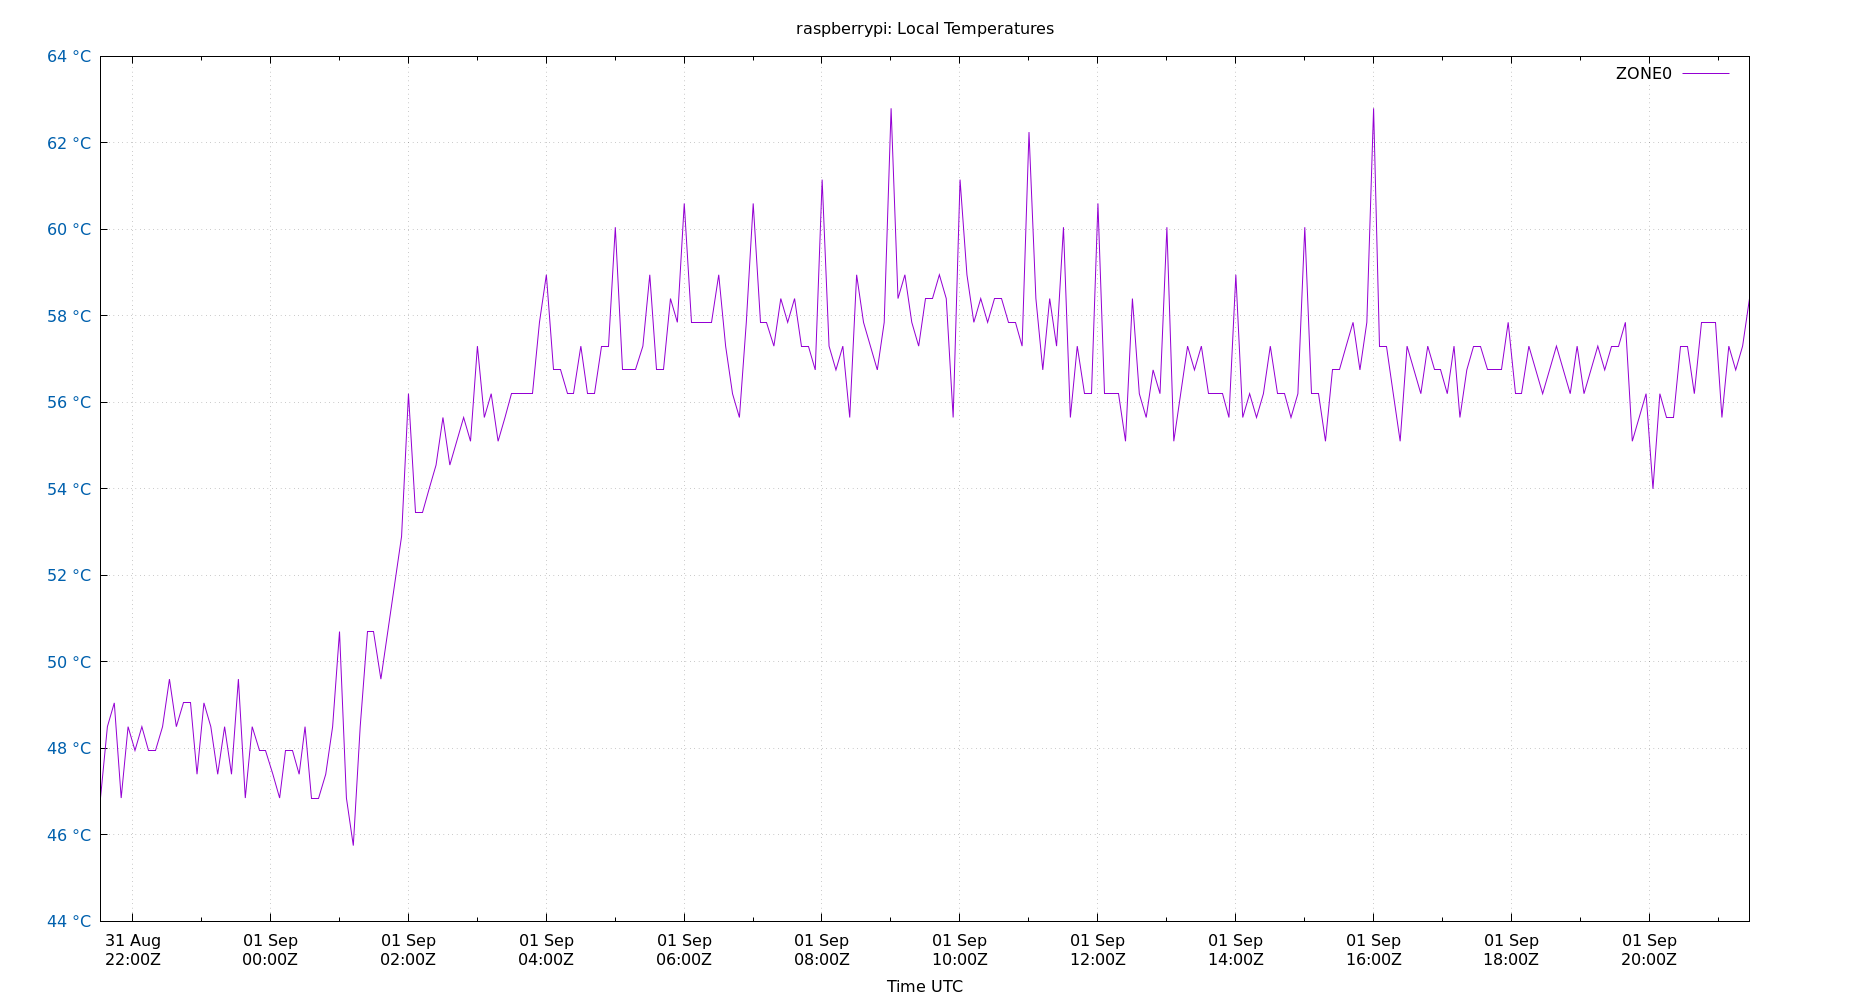 raspberrypi: Local Temperatures
64 °C
ZONE0
62 °C
60 °C
58 °C
56 °C
54 °C
52 °C
50 °C
48 °C
46 °C
44 °C
31 Aug 01 Sep 01 Sep 01 Sep 01 Sep 01 Sep 01 Sep 01 Sep 01 Sep 01 Sep 01 Sep 01 Sep
22:00Z 00:00Z 02:00Z 04:00Z 06:00Z 08:00Z 10:00Z 12:00Z 14:00Z 16:00Z 18:00Z 20:00Z
Time UTC